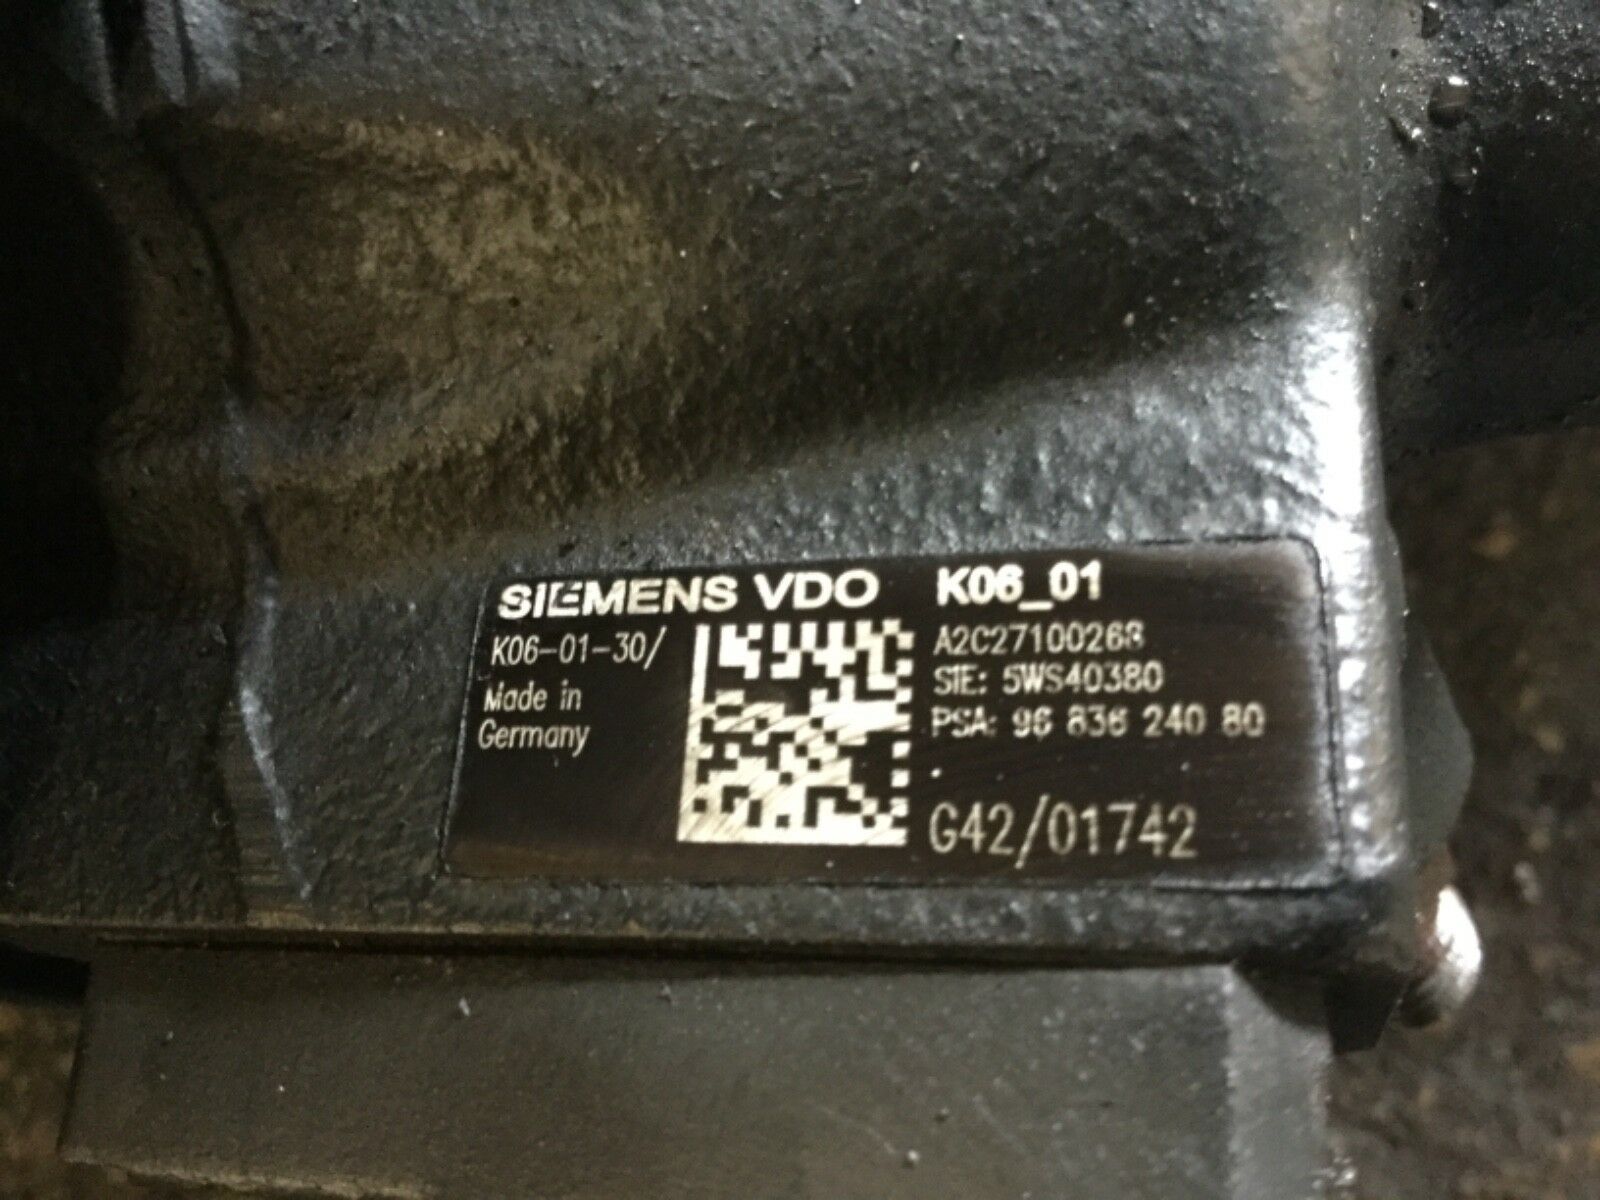 SIEMENS VDO K06_01
K06-01-30/
Made in
Germany
A2C27100268
SIE: 5WS40380
PSA: 96 836 240 80
G42/01742